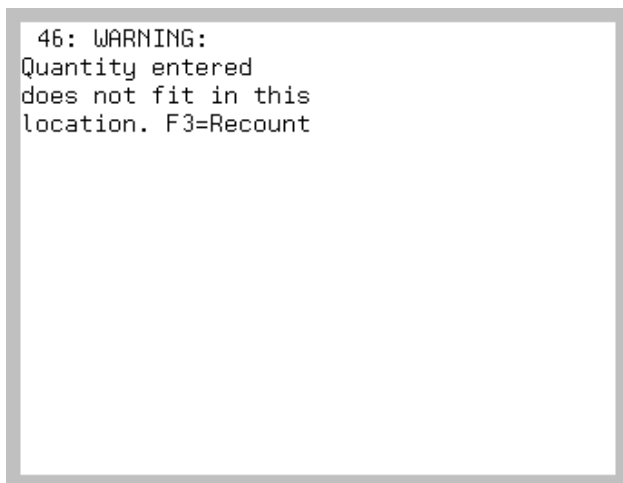 46: WARNING:
Quantity entered
does not fit in this
location. F3=Recount